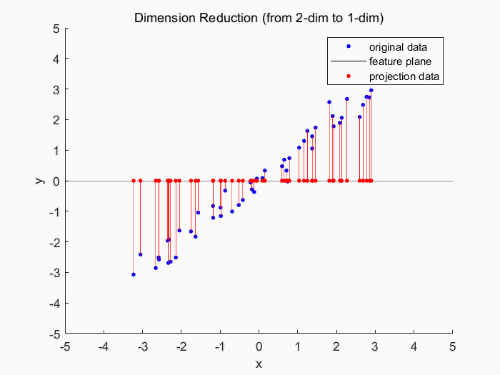 Dimension Reduction (from 2-dim to 1-dim)
5
original data
4
feature plane
projection data
3
2
1
y
0
-1
-2
-3
-4
-5
-5 -4 -3 -2 -1 0 1 2 3 4 5
x